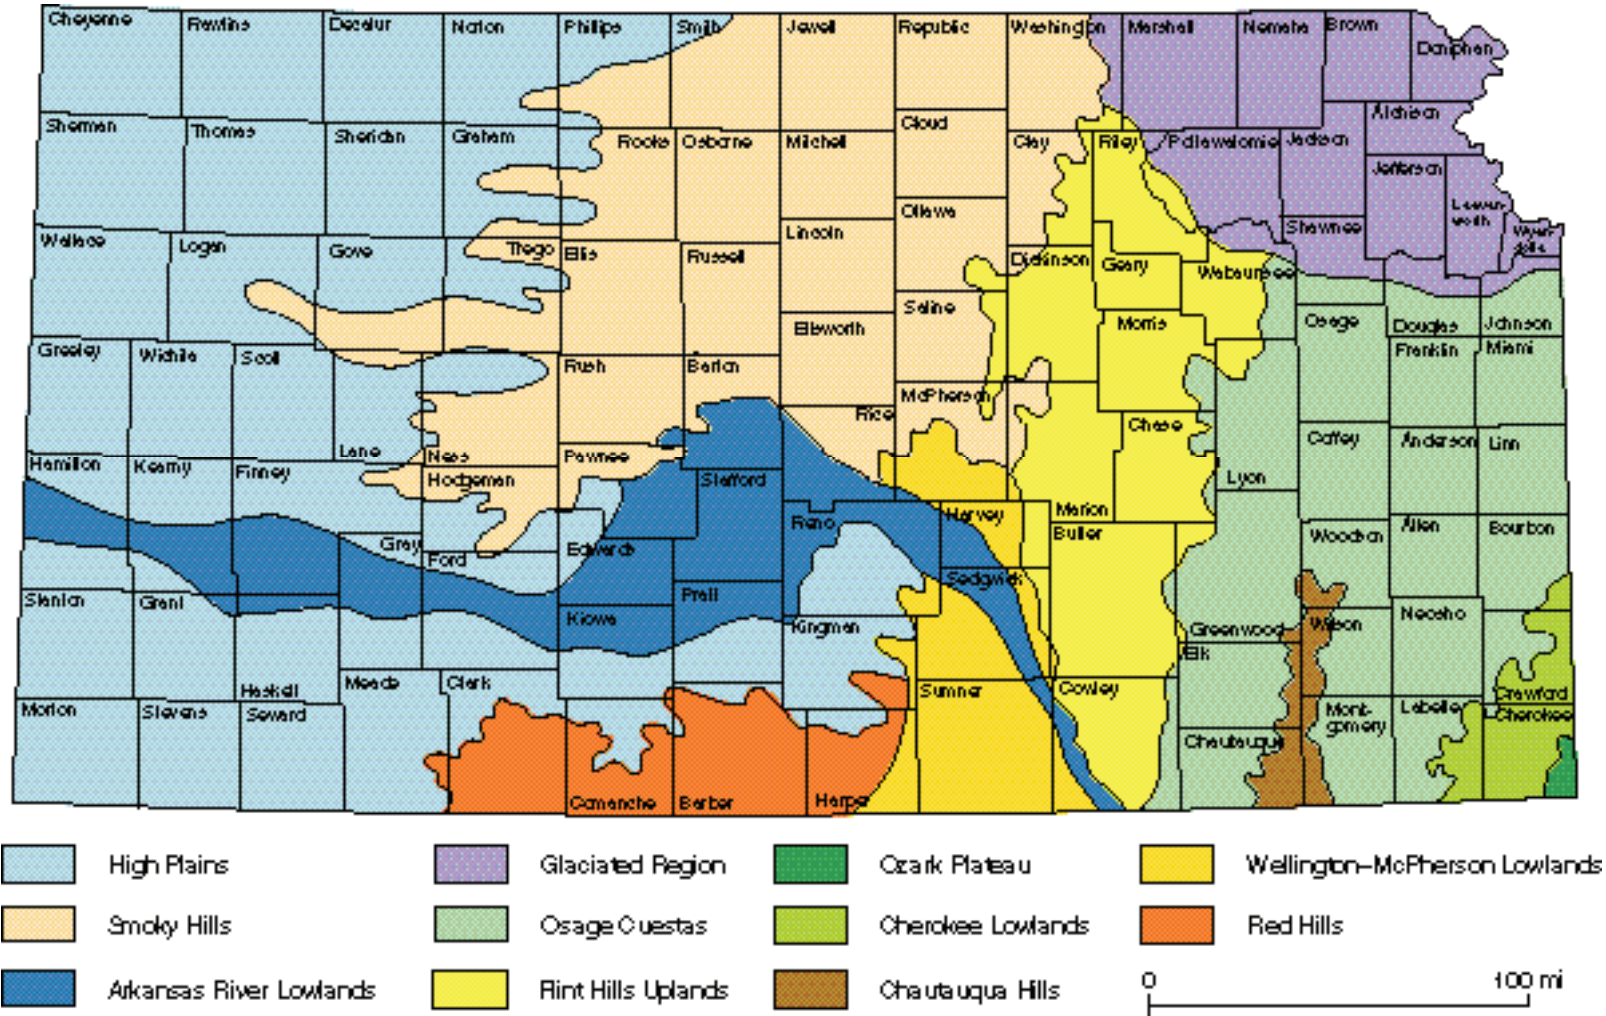 Cheyenne Rawlins Decatur Norton Phillips Smith Jewell Republic Washington Marshall Nemaha Brown
Doniphan
Sherman Thomas Sheridan Graham Rooks Osborne Mitchell Cloud Clay Riley Pottawatomie Jackson Atchison
Jefferson
Leaven-
worth
Wyan-
dotte
Wallace Logan Gove Trego Ellis Russell Lincoln Ottawa Dickinson Geary Wabaunsee Shawnee
Saline
Ellsworth Morris Osage Douglas Johnson
Greeley Wichita Scott Lane Ness Rush Barton Rice McPherson Marion Chase Lyon Coffey Franklin Miami
Anderson Linn
Hamilton Kearny Finney Hodgeman Pawnee Stafford
Reno Harvey Butler Woodson Allen Bourbon
Gray Ford Edwards
Stanton Grant Haskell Kiowa Pratt Kingman Sedgwick Greenwood Wilson Neosho
Elk
Crawford
Morton Stevens Seward Meade Clark Comanche Barber Harper Sumner Cowley Chautauqua
Mont-
gomery
Labette Cherokee
High Plains Glaciated Region Ozark Plateau Wellington–McPherson Lowlands
Smoky Hills Osage Cuestas Cherokee Lowlands Red Hills
Arkansas River Lowlands Flint Hills Uplands Chautauqua Hills 0 100 mi